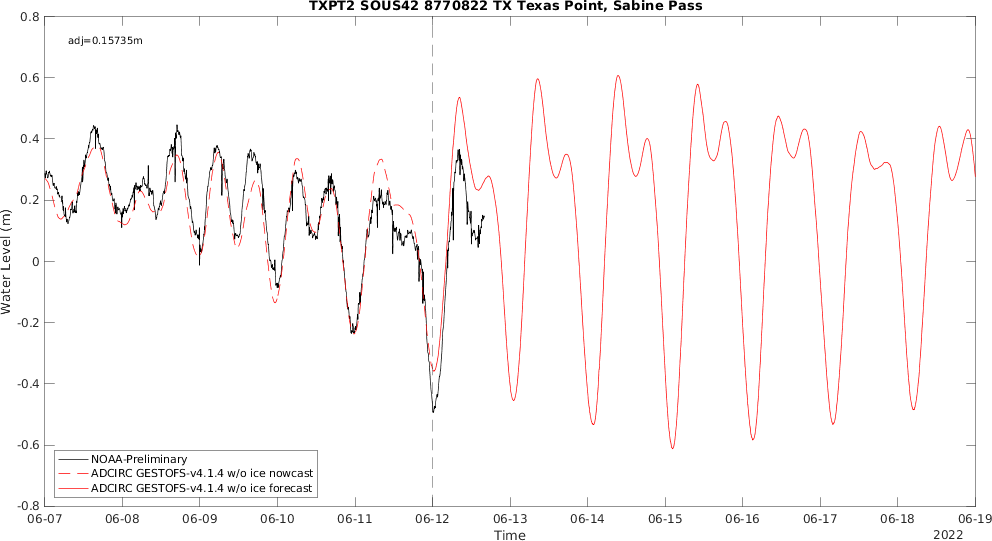 TXPT2 SOUS42 8770822 TX Texas Point, Sabine Pass
adj=0.15735m
0.8
0.6
0.4
0.2
0
-0.2
-0.4
-0.6
-0.8
Water Level (m)
NOAA-Preliminary
ADCIRC GESTOFS-v4.1.4 w/o ice nowcast
ADCIRC GESTOFS-v4.1.4 w/o ice forecast
06-07 06-08 06-09 06-10 06-11 06-12 06-13 06-14 06-15 06-16 06-17 06-18 06-19
Time
2022